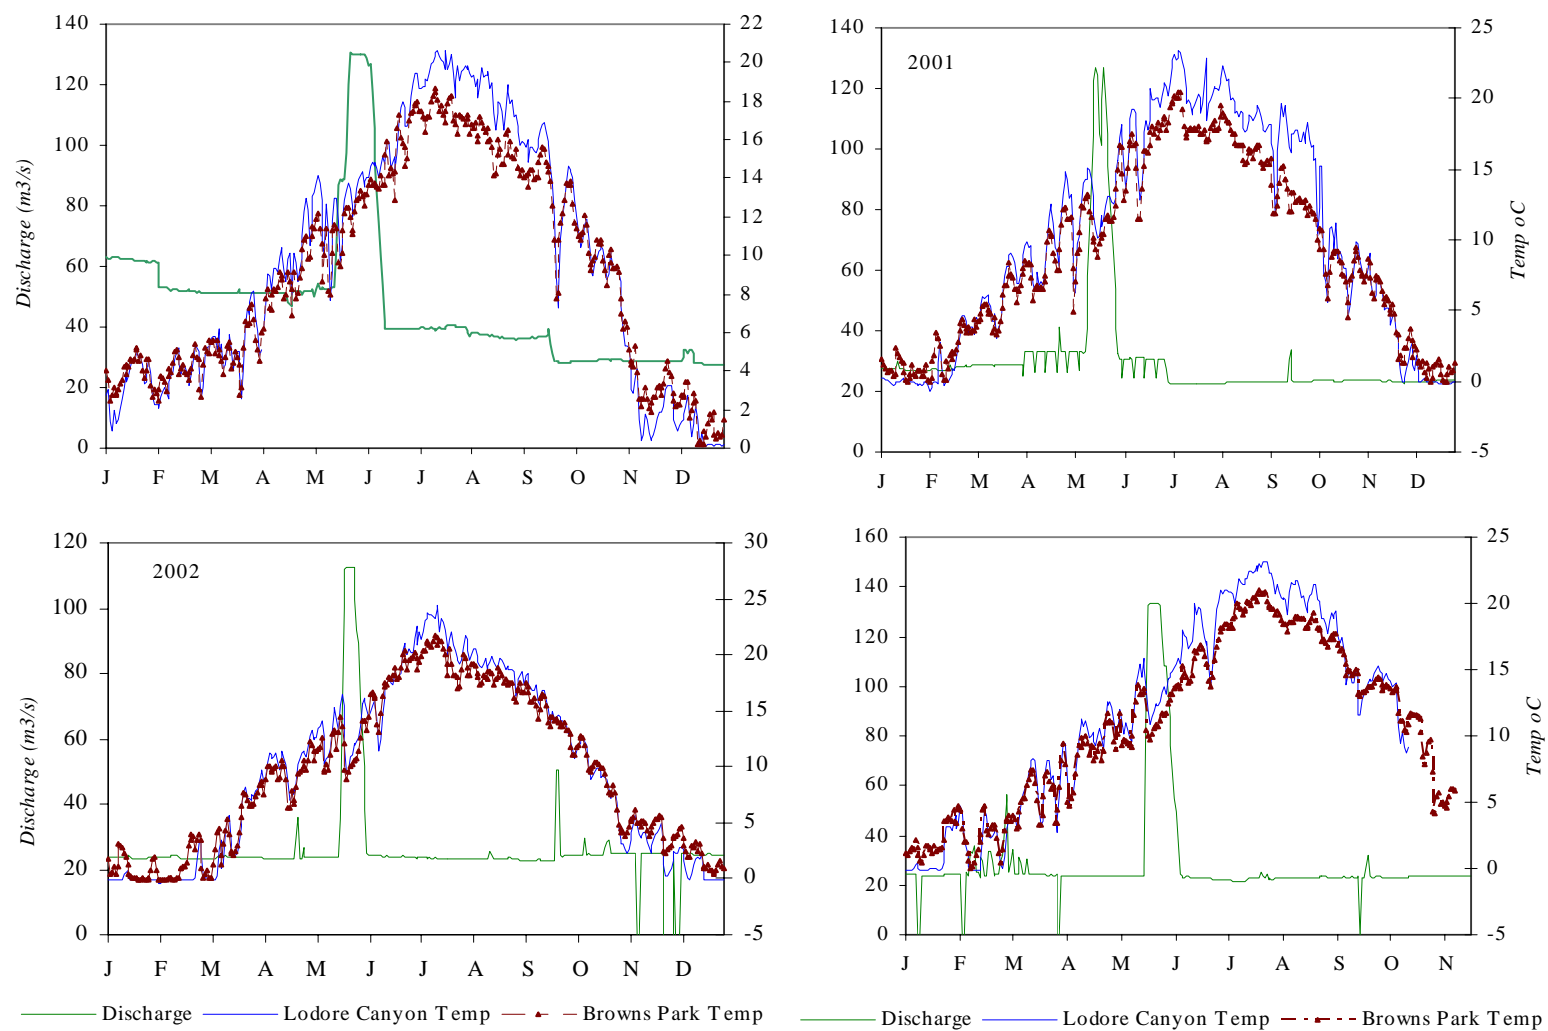 140 120 100 80 60 40 20 0
Discharge (m3/s)
22 20 18 16 14 12 10 8 6 4 2 0
J F M A M J J A S O N D
2001
140 120 100 80 60 40 20 0
25 20 15 10 5 0 -5
Temp oC
J F M A M J J A S O N D
2002
120 100 80 60 40 20 0
Discharge (m3/s)
30 25 20 15 10 5 0 -5
J F M A M J J A S O N D
160 140 120 100 80 60 40 20 0
25 20 15 10 5 0 -5
Temp oC
J F M A M J J A S O N
Discharge Lodore Canyon Temp Browns Park Temp
Discharge Lodore Canyon Temp Browns Park Temp